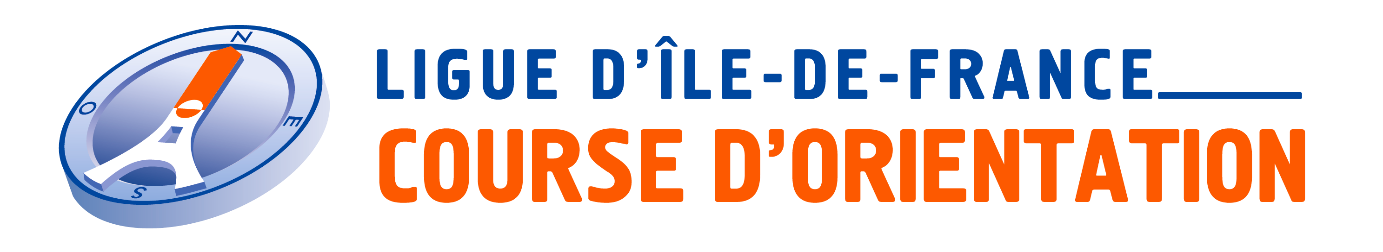 N
O
E
S
LIGUE D'ÎLE-DE-FRANCE
COURSE D'ORIENTATION